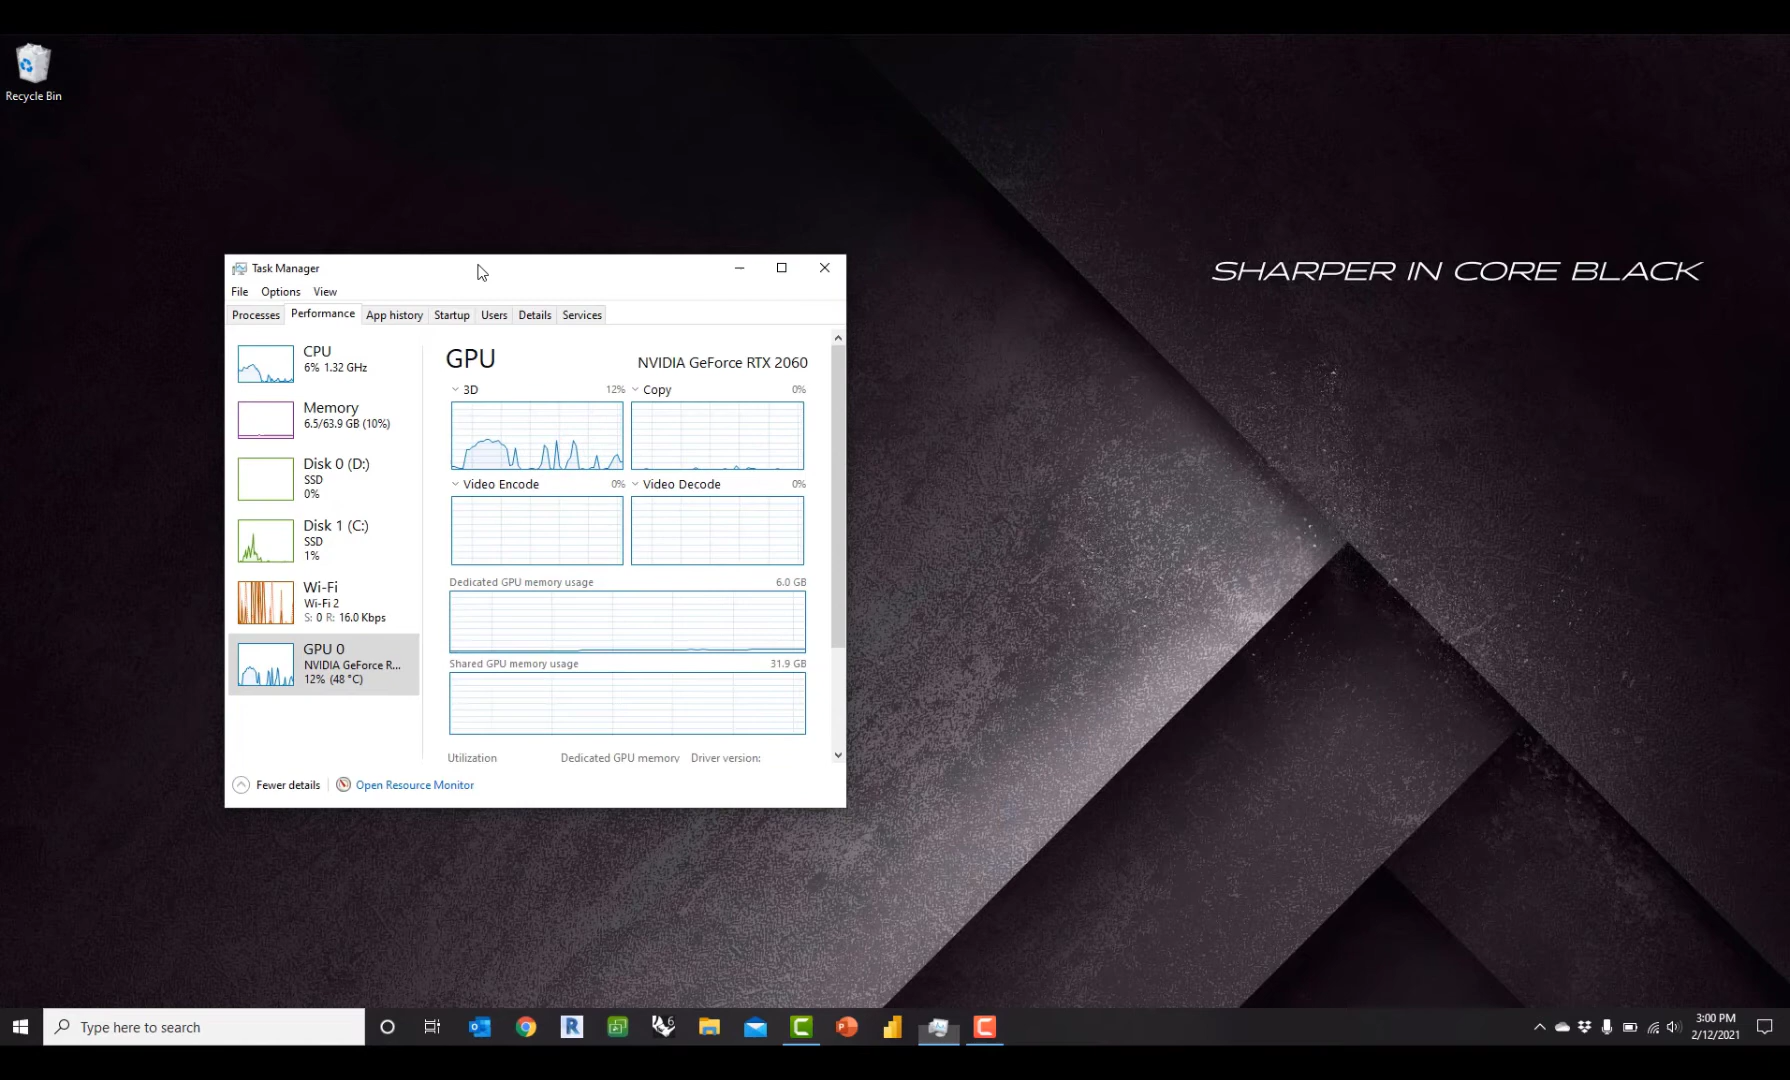 Recycle Bin
SHARPER IN CORE BLACK
Task Manager
File Options View
Processes Performance App history Startup Users Details Services
CPU
6% 1.32 GHz
Memory
6.5/63.9 GB (10%)
Disk 0 (D:)
SSD
0%
Disk 1 (C:)
SSD
1%
Wi-Fi
Wi-Fi 2
S: 0 R: 16.0 Kbps
GPU 0
NVIDIA GeForce R...
12% (48 °C)
GPU NVIDIA GeForce RTX 2060
3D 12% Copy 0%
Video Encode 0% Video Decode 0%
Dedicated GPU memory usage 6.0 GB
Shared GPU memory usage 31.9 GB
Utilization Dedicated GPU memory Driver version:
Fewer details Open Resource Monitor
Type here to search
R
6
C
P
C
3:00 PM
2/12/2021